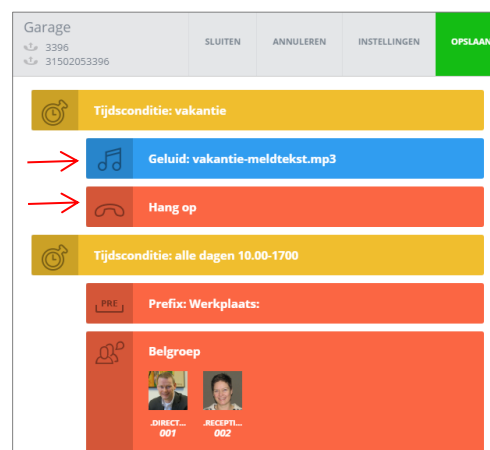 Garage
3396
31502053396
SLUITEN
ANNULEREN
INSTELLINGEN
OPSLAAN
Tijdsconditie: vakantie
Geluid: vakantie-meldtekst.mp3
Hang op
Tijdsconditie: alle dagen 10.00-1700
PRE
Prefix: Werkplaats:
Belgroep
.DIRECT...
.RECEPTI...
001
002